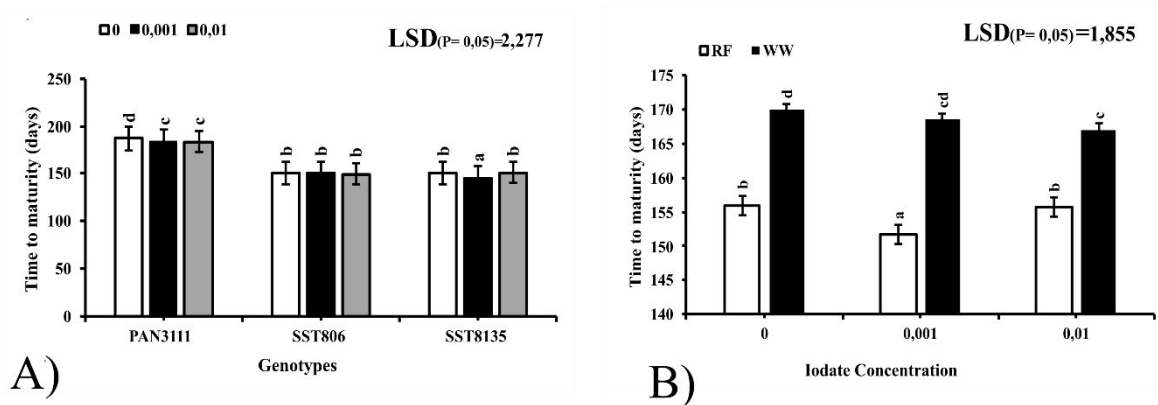 0 0,001 0,01
LSD(P= 0,05)=2,277
Time to maturity (days)
250
200
150
100
50
0
d c c
b b b
b a b
PAN3111 SST806 SST8135
Genotypes
A)
LSD(P= 0,05)=1,855
RF WW
Time to maturity (days)
175
170
165
160
155
150
145
140
b d
a cd
b c
0 0,001 0,01
Iodate Concentration
B)